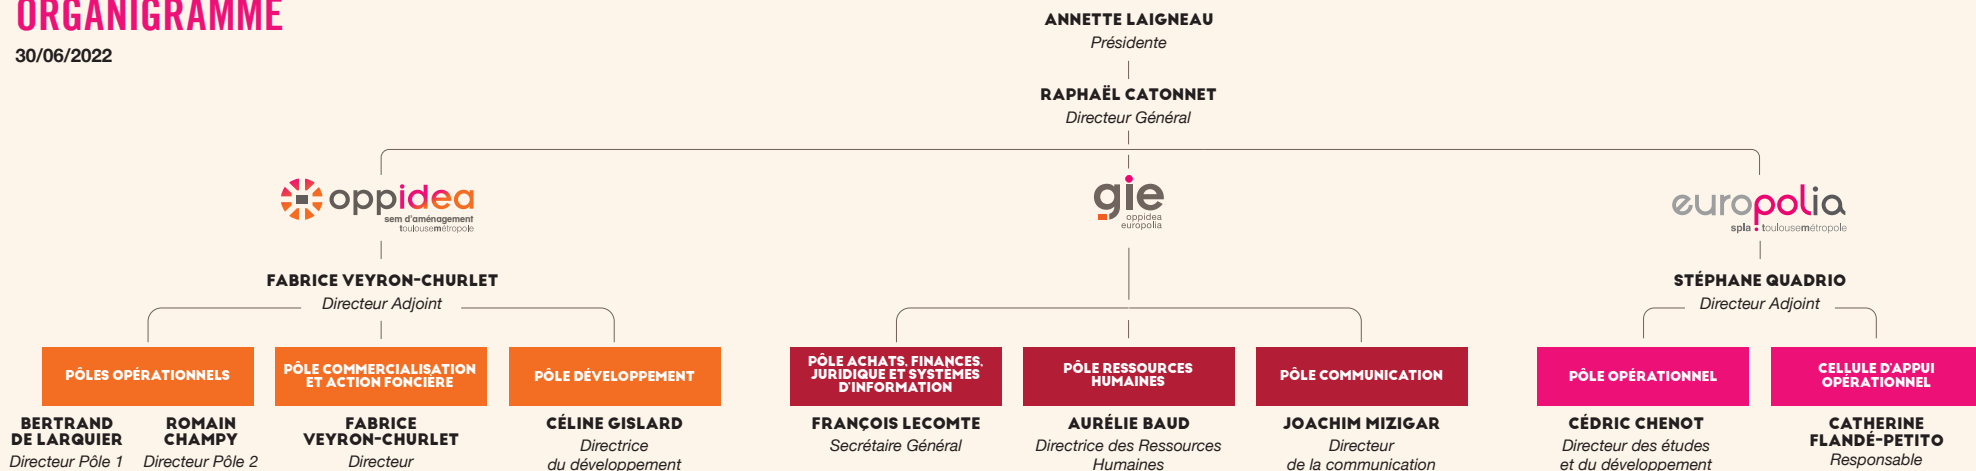 ORGANIGRAMME
30/06/2022
ANNETTE LAIGNEAU
Présidente
RAPHAËL CATONNET
Directeur Général
oppidea
sem d'aménagement
toulousemétropole
gie
oppidea
europolia
europolia
spla toulousemétropole
FABRICE VEYRON-CHURLET
Directeur Adjoint
STÉPHANE QUADRIO
Directeur Adjoint
PÔLES OPÉRATIONNELS
BERTRAND
DE LARQUIER
Directeur Pôle 1
ROMAIN
CHAMPY
Directeur Pôle 2
PÔLE COMMERCIALISATION
ET ACTION FONCIÈRE
FABRICE
VEYRON-CHURLET
Directeur
PÔLE DÉVELOPPEMENT
CÉLINE GISLARD
Directrice
du développement
PÔLE ACHATS, FINANCES,
JURIDIQUE ET SYSTÈMES
D'INFORMATION
FRANÇOIS LECOMTE
Secrétaire Général
PÔLE RESSOURCES
HUMAINES
AURÉLIE BAUD
Directrice des Ressources
Humaines
PÔLE COMMUNICATION
JOACHIM MIZIGAR
Directeur
de la communication
PÔLE OPÉRATIONNEL
CÉDRIC CHENOT
Directeur des études
et du développement
CELLULE D'APPUI
OPÉRATIONNEL
CATHERINE
FLANDÉ-PETITO
Responsable